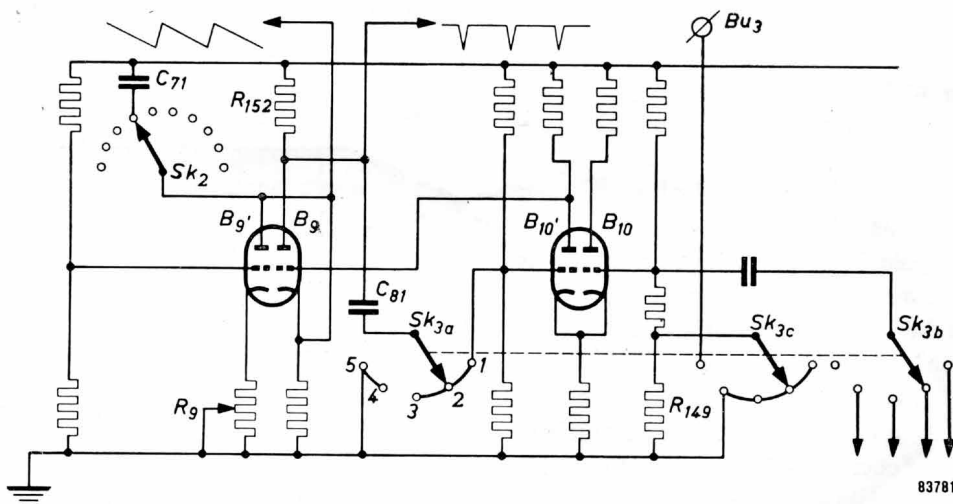 Bu3
C71
R152
Sk2
B9' B9
B10' B10
C81
Sk3a
Sk3c
Sk3b
5
4
3
2
1
R9
R149
83781